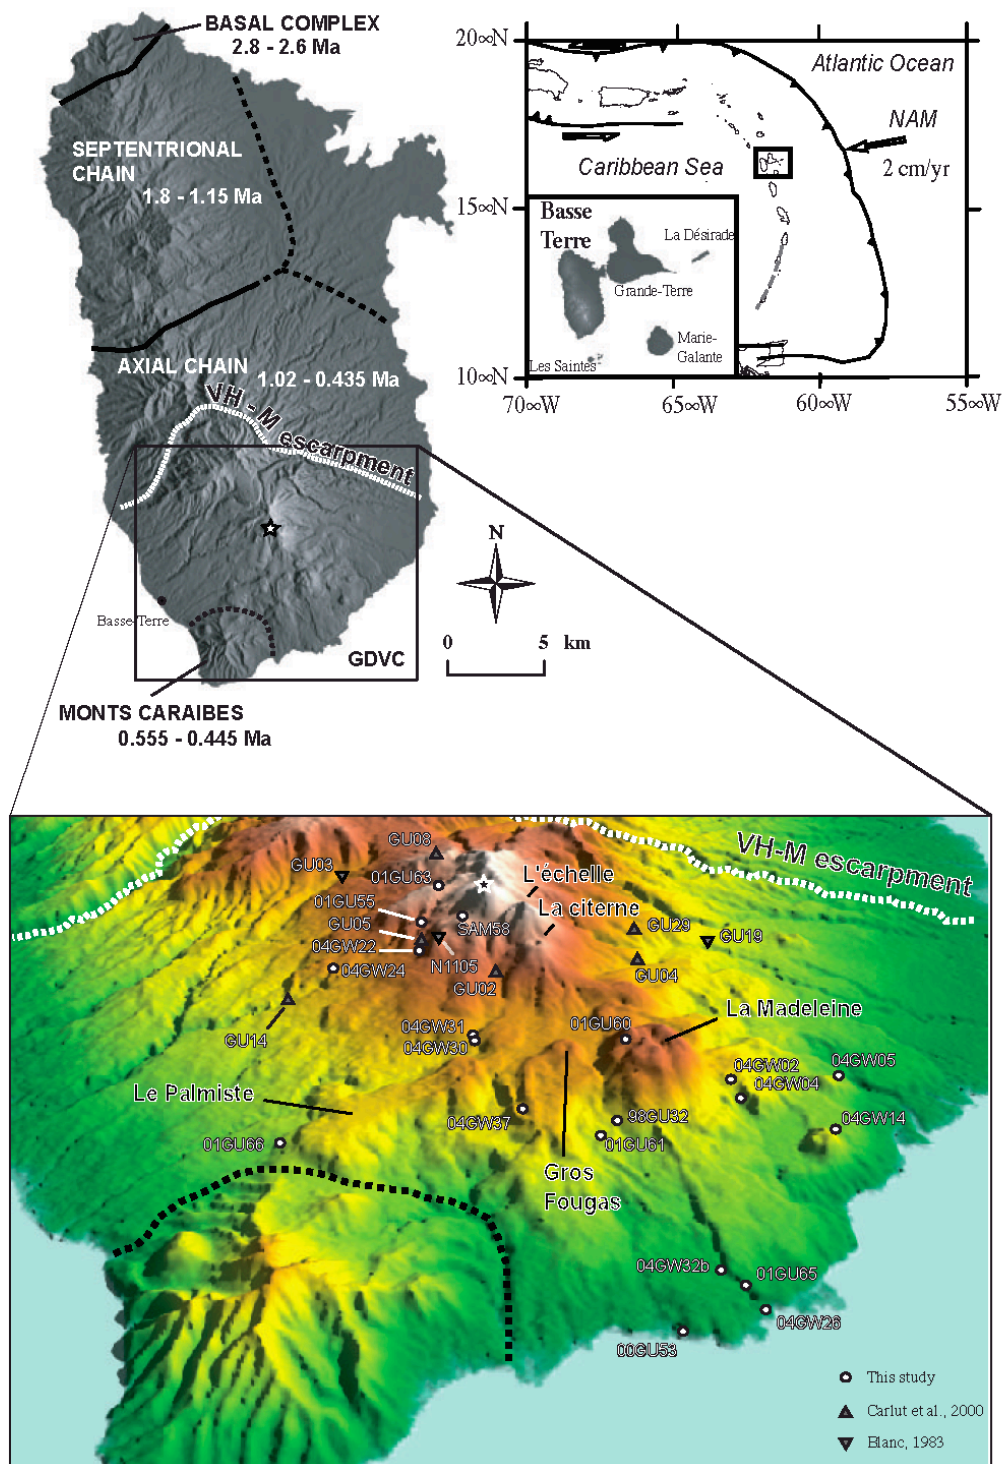 BASAL COMPLEX
2.8 - 2.6 Ma
SEPTENTRIONAL
CHAIN
1.8 - 1.15 Ma
AXIAL CHAIN
1.02 - 0.435 Ma
VH - M escarpment
Basse-Terre
GDVC
MONTS CARAIBES
0.555 - 0.445 Ma
N
0 5 km
20∞N
15∞N
10∞N
70∞W 65∞W 60∞W 55∞W
Atlantic Ocean
NAM
2 cm/yr
Caribbean Sea
Basse
Terre
La Désirade
Grande-Terre
Marie-
Galante
Les Saintes
VH-M escarpment
GU08
GU03
01GU63
L'échelle
01GU55
La citerne
GU05
SAM58
GU29
GU19
04GW22
N1105
04GW24
GU02
GU04
GU14
04GW31
04GW30
01GU60
La Madeleine
04GW02
04GW05
04GW04
Le Palmiste
04GW37
98GU32
04GW14
01GU66
01GU61
Gros
Fougas
04GW32b
01GU65
04GW26
00GU53
This study
Carlut et al., 2000
Blanc, 1983